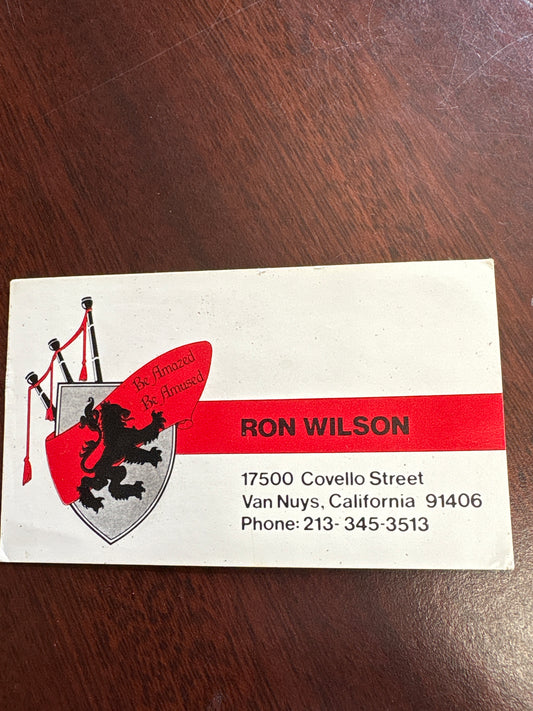 Be Amazed
Be Amused
RON WILSON
17500 Covello Street
Van Nuys, California 91406
Phone: 213-345-3513